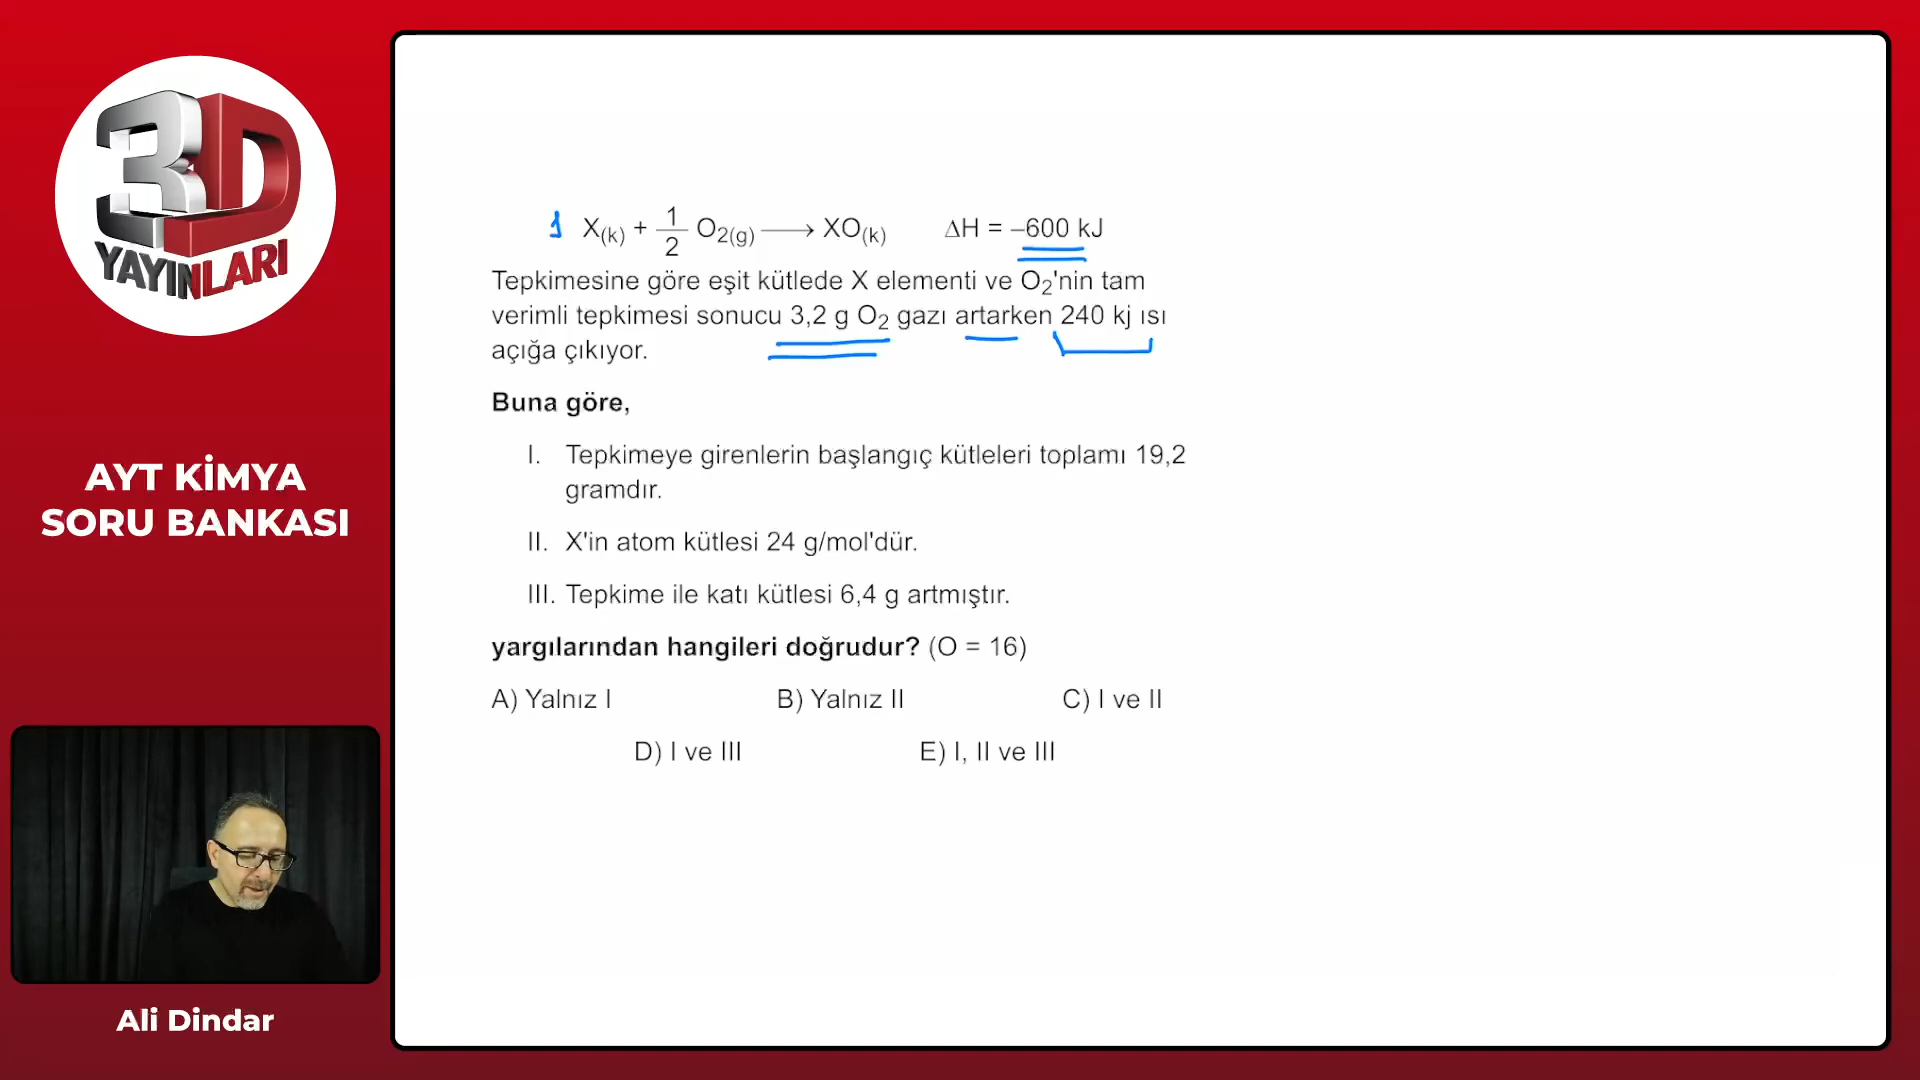 3D
YAYINLARI
AYT KİMYA
SORU BANKASI
Ali Dindar
1 X(k) + 1/2 O2(g) ⟶ XO(k) ΔH = –600 kJ
Tepkimesine göre eşit kütlede X elementi ve O2'nin tam
verimli tepkimesi sonucu 3,2 g O2 gazı artarken 240 kj ısı
açığa çıkıyor.
Buna göre,
I. Tepkimeye girenlerin başlangıç kütleleri toplamı 19,2
gramdır.
II. X'in atom kütlesi 24 g/mol'dür.
III. Tepkime ile katı kütlesi 6,4 g artmıştır.
yargılarından hangileri doğrudur? (O = 16)
A) Yalnız I B) Yalnız II C) I ve II
D) I ve III E) I, II ve III